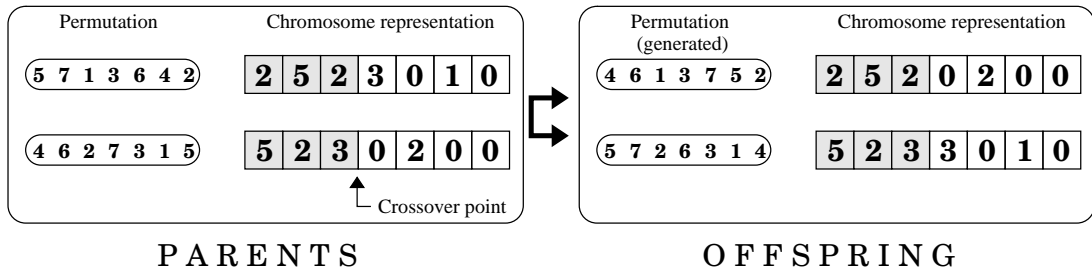 Permutation Chromosome representation
5 7 1 3 6 4 2 2 5 2 3 0 1 0
4 6 2 7 3 1 5 5 2 3 0 2 0 0
Crossover point
PARENTS
Permutation Chromosome representation
(generated)
4 6 1 3 7 5 2 2 5 2 0 2 0 0
5 7 2 6 3 1 4 5 2 3 3 0 1 0
OFFSPRING